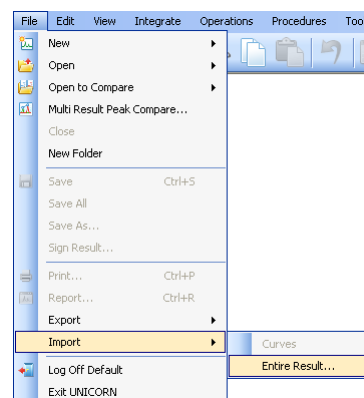 File Edit View Integrate Operations Procedures Too
New
Open
Open to Compare
Multi Result Peak Compare...
Close
New Folder
Save Ctrl+S
Save All
Save As...
Sign Result...
Print... Ctrl+P
Report... Ctrl+R
Export
Import Curves
Log Off Default Entire Result...
Exit UNICORN